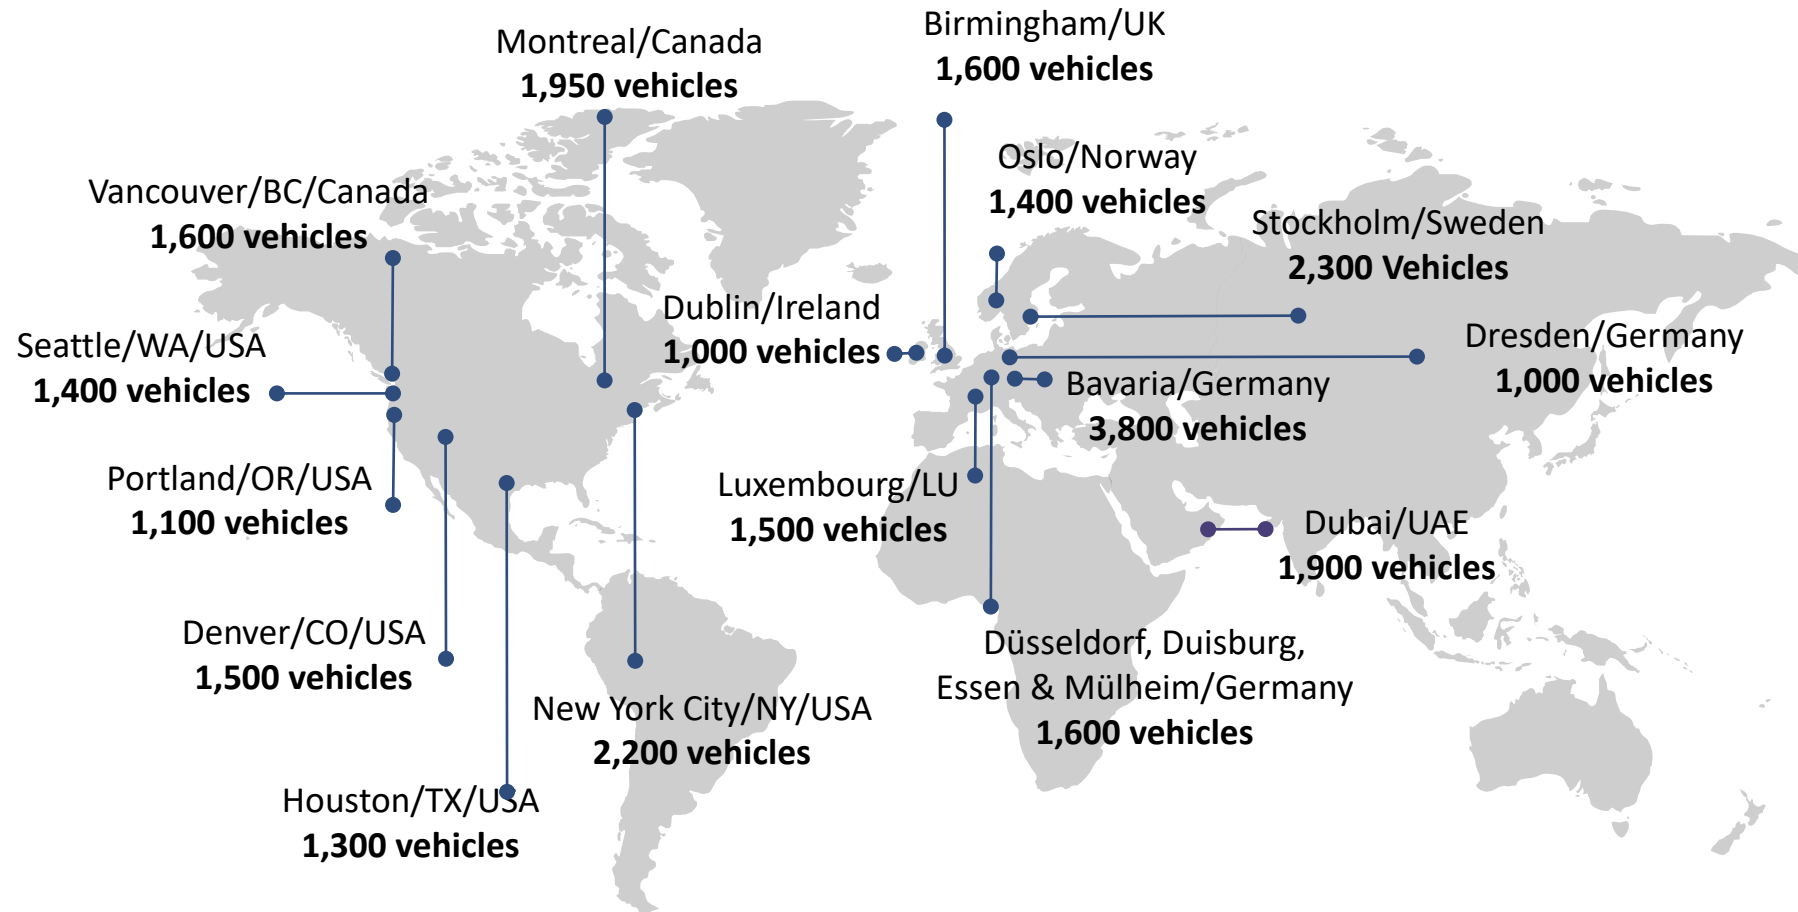 Montreal/Canada
1,950 vehicles
Birmingham/UK
1,600 vehicles
Oslo/Norway
1,400 vehicles
Vancouver/BC/Canada
1,600 vehicles
Stockholm/Sweden
2,300 Vehicles
Dublin/Ireland
1,000 vehicles
Seattle/WA/USA
1,400 vehicles
Dresden/Germany
1,000 vehicles
Bavaria/Germany
3,800 vehicles
Portland/OR/USA
1,100 vehicles
Luxembourg/LU
1,500 vehicles
Dubai/UAE
1,900 vehicles
Denver/CO/USA
1,500 vehicles
Düsseldorf, Duisburg,
Essen & Mülheim/Germany
1,600 vehicles
New York City/NY/USA
2,200 vehicles
Houston/TX/USA
1,300 vehicles